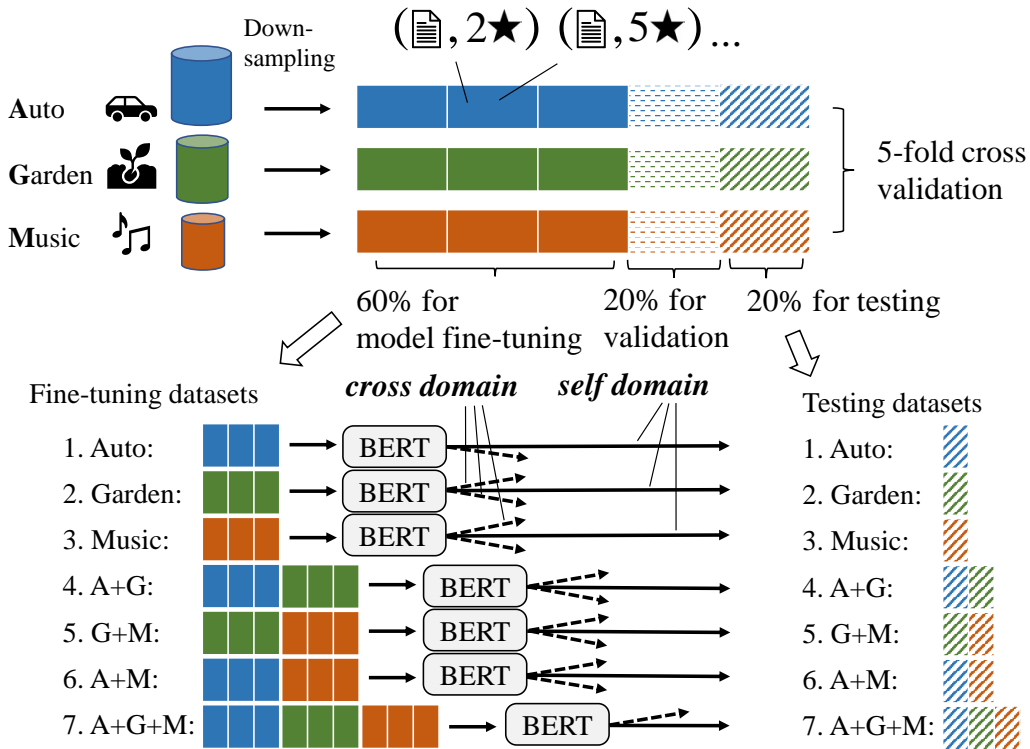 Down-
sampling
( , 2★) ( , 5★) ...
Auto
Garden
Music
5-fold cross
validation
60% for
model fine-tuning
20% for
validation
20% for testing
cross domain
self domain
Fine-tuning datasets
Testing datasets
1. Auto:
BERT
1. Auto:
2. Garden:
BERT
2. Garden:
3. Music:
BERT
3. Music:
4. A+G:
BERT
4. A+G:
5. G+M:
BERT
5. G+M:
6. A+M:
BERT
6. A+M:
7. A+G+M:
BERT
7. A+G+M: